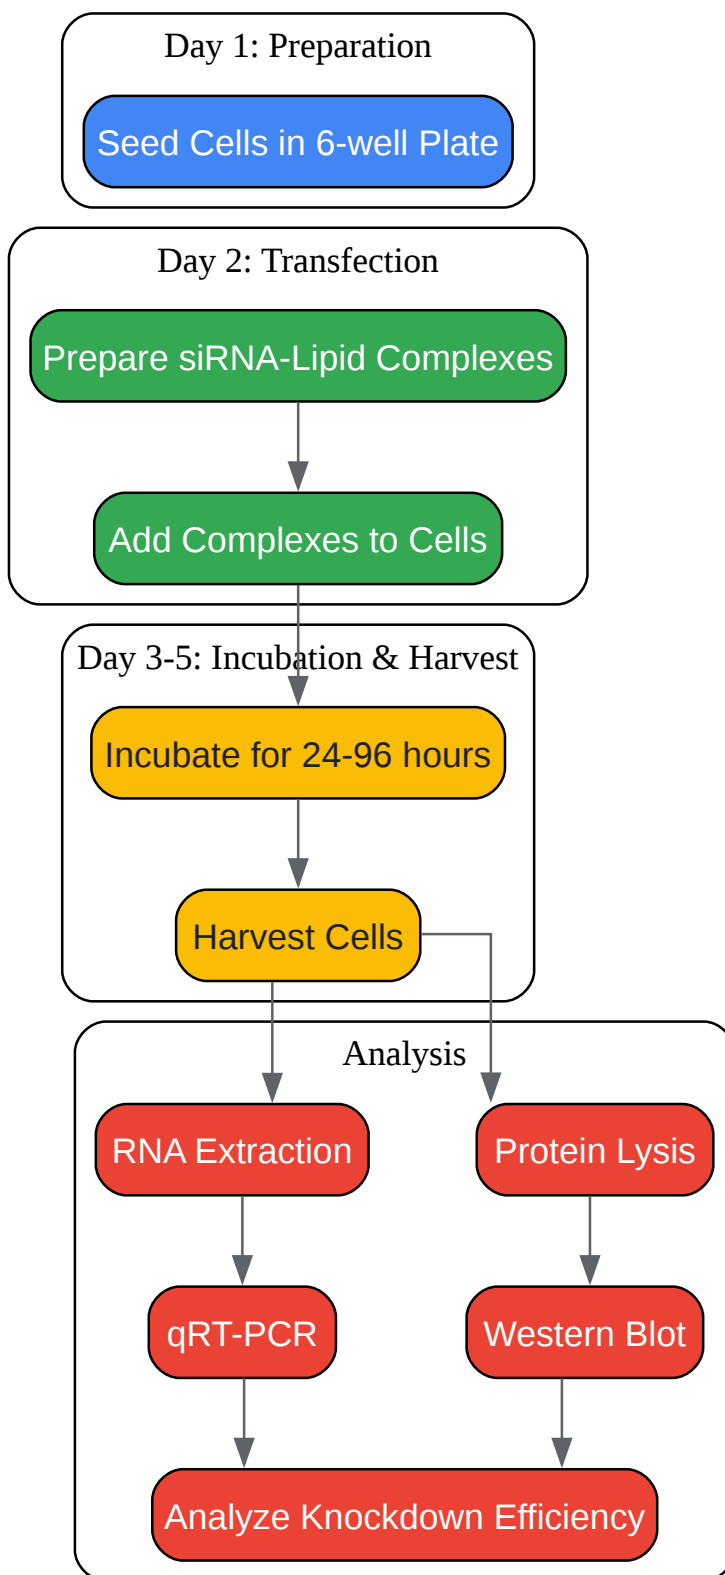 Day 1: Preparation
Seed Cells in 6-well Plate
Day 2: Transfection
Prepare siRNA-Lipid Complexes
Add Complexes to Cells
Day 3-5: Incubation & Harvest
Incubate for 24-96 hours
Harvest Cells
Analysis
RNA Extraction
Protein Lysis
qRT-PCR
Western Blot
Analyze Knockdown Efficiency